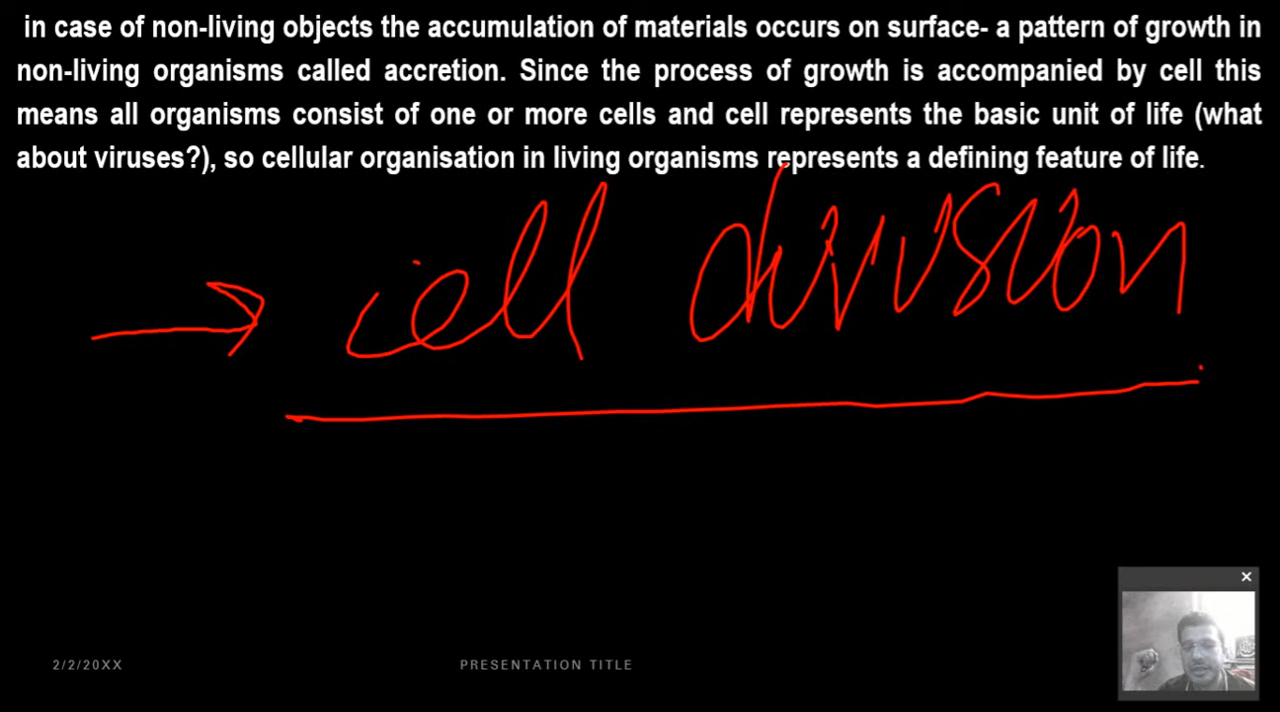 in case of non-living objects the accumulation of materials occurs on surface- a pattern of growth in
non-living organisms called accretion. Since the process of growth is accompanied by cell this
means all organisms consist of one or more cells and cell represents the basic unit of life (what
about viruses?), so cellular organisation in living organisms represents a defining feature of life.
cell division
2/2/20XX PRESENTATION TITLE